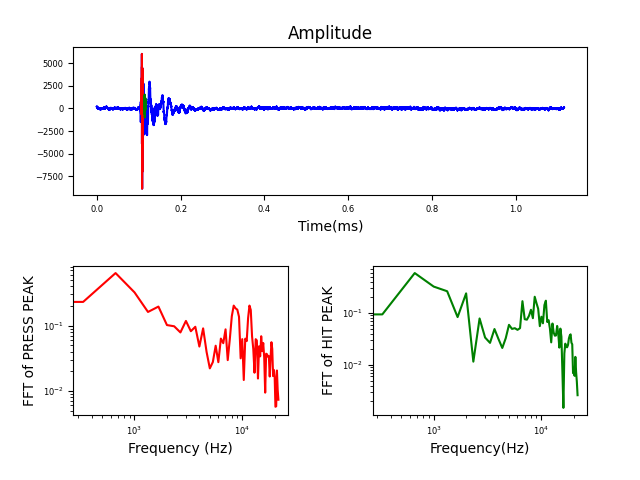 Amplitude
5000
2500
0
−2500
−5000
−7500
0.0 0.2 0.4 0.6 0.8 1.0
Time(ms)
FFT of PRESS PEAK
10⁻¹
10⁻²
10³ 10⁴
Frequency (Hz)
FFT of HIT PEAK
10⁻¹
10⁻²
10³ 10⁴
Frequency(Hz)